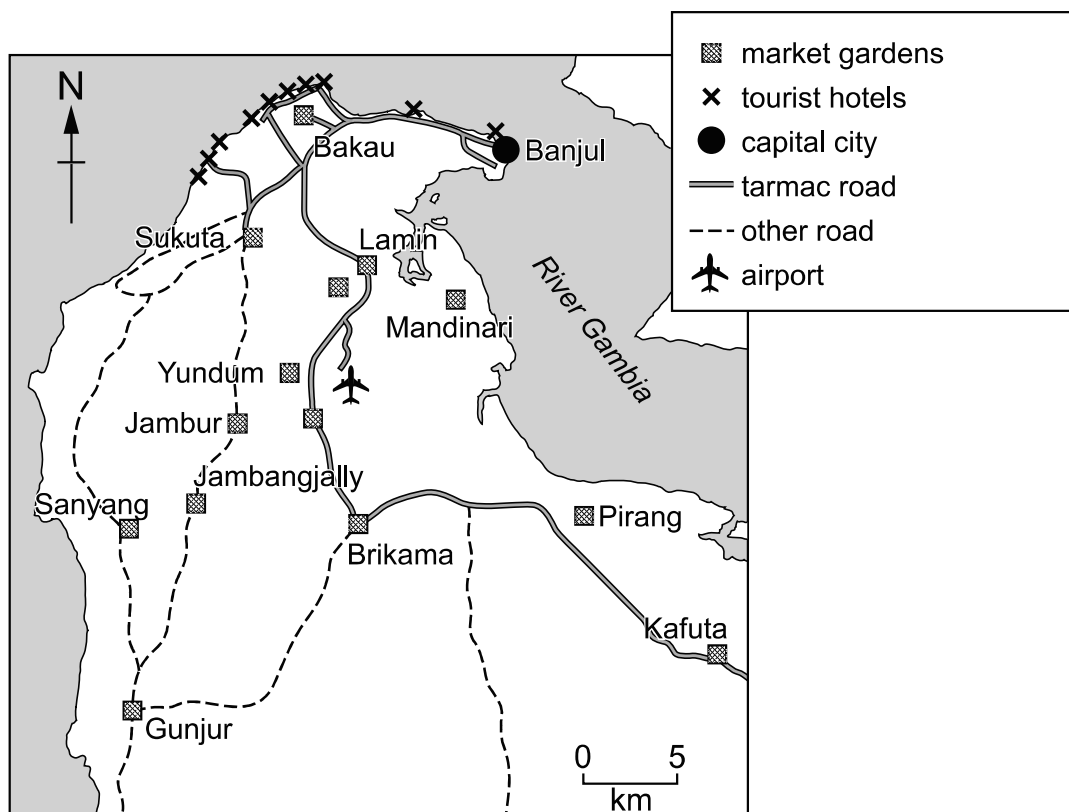 market gardens
tourist hotels
capital city
tarmac road
other road
airport
N
Bakau
Banjul
Sukuta
Lamin
Mandinari
River Gambia
Yundum
Jambur
Jambangjally
Sanyang
Pirang
Brikama
Kafuta
Gunjur
0 5
km